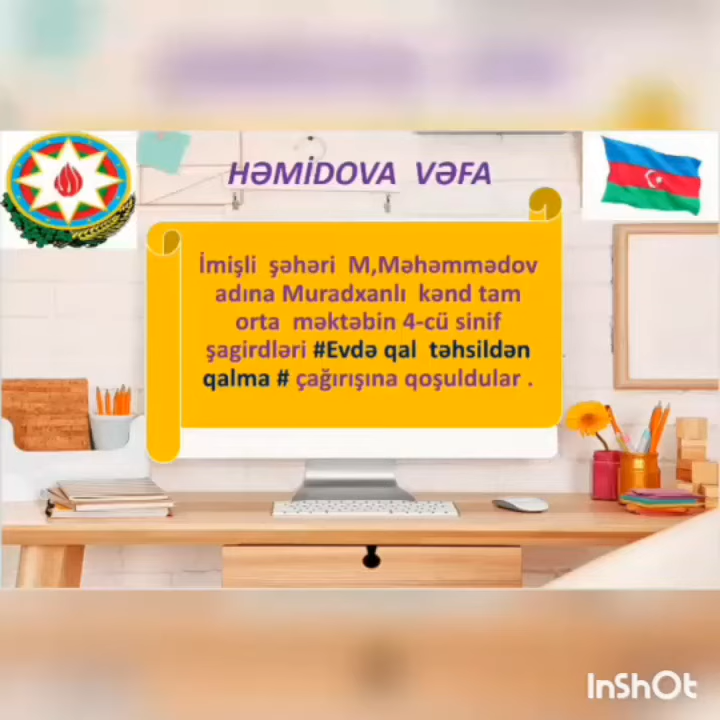 HƏMİDOVA VƏFA
İmişli şəhəri M,Məhəmmədov
adına Muradxanlı kənd tam
orta məktəbin 4-cü sinif
şagirdləri #Evdə qal təhsildən
qalma # çağırışına qoşuldular .
InShOt